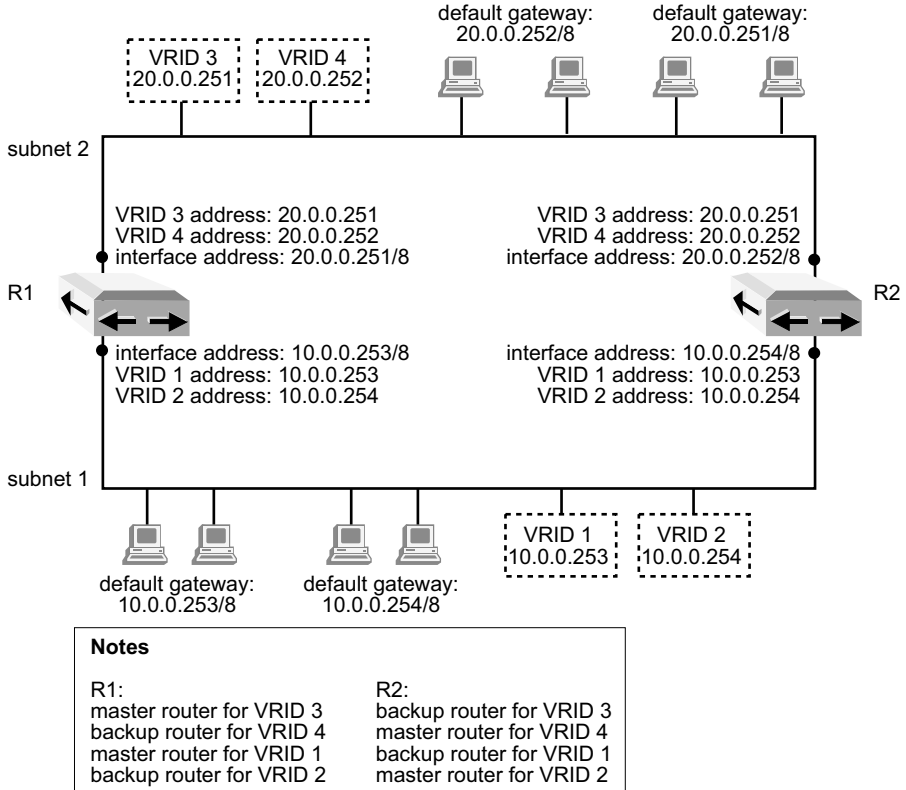 default gateway:
20.0.0.252/8
default gateway:
20.0.0.251/8
VRID 3
20.0.0.251
VRID 4
20.0.0.252
subnet 2
VRID 3 address: 20.0.0.251
VRID 4 address: 20.0.0.252
interface address: 20.0.0.251/8
VRID 3 address: 20.0.0.251
VRID 4 address: 20.0.0.252
interface address: 20.0.0.252/8
R1
R2
interface address: 10.0.0.253/8
VRID 1 address: 10.0.0.253
VRID 2 address: 10.0.0.254
interface address: 10.0.0.254/8
VRID 1 address: 10.0.0.253
VRID 2 address: 10.0.0.254
subnet 1
default gateway:
10.0.0.253/8
default gateway:
10.0.0.254/8
VRID 1
10.0.0.253
VRID 2
10.0.0.254
Notes
R1:
master router for VRID 3
backup router for VRID 4
master router for VRID 1
backup router for VRID 2
R2:
backup router for VRID 3
master router for VRID 4
backup router for VRID 1
master router for VRID 2